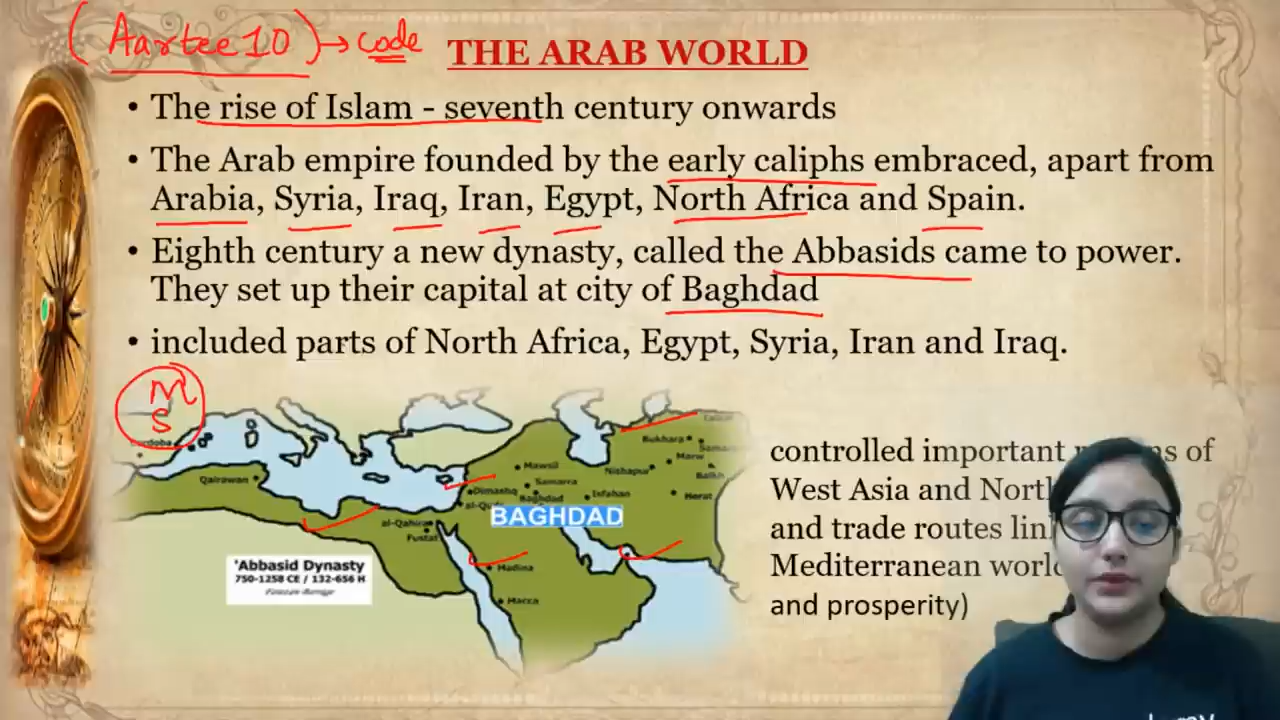 (Aartee10)→code
THE ARAB WORLD
• The rise of Islam - seventh century onwards
• The Arab empire founded by the early caliphs embraced, apart from
Arabia, Syria, Iraq, Iran, Egypt, North Africa and Spain.
• Eighth century a new dynasty, called the Abbasids came to power.
They set up their capital at city of Baghdad
• included parts of North Africa, Egypt, Syria, Iran and Iraq.
M
S
controlled important
of
West Asia and
and trade routes
Mediterranean
and prosperity)
Qairawan
al-Qahira
Fustat
Mawsil
Samarra
Dimashq
Baghdad
Isfahan
BAGHDAD
Nishapur
Bukhara
Marw
Balkh
Herat
Madina
Macca
'Abbasid Dynasty
750-1258 CE / 132-656 H